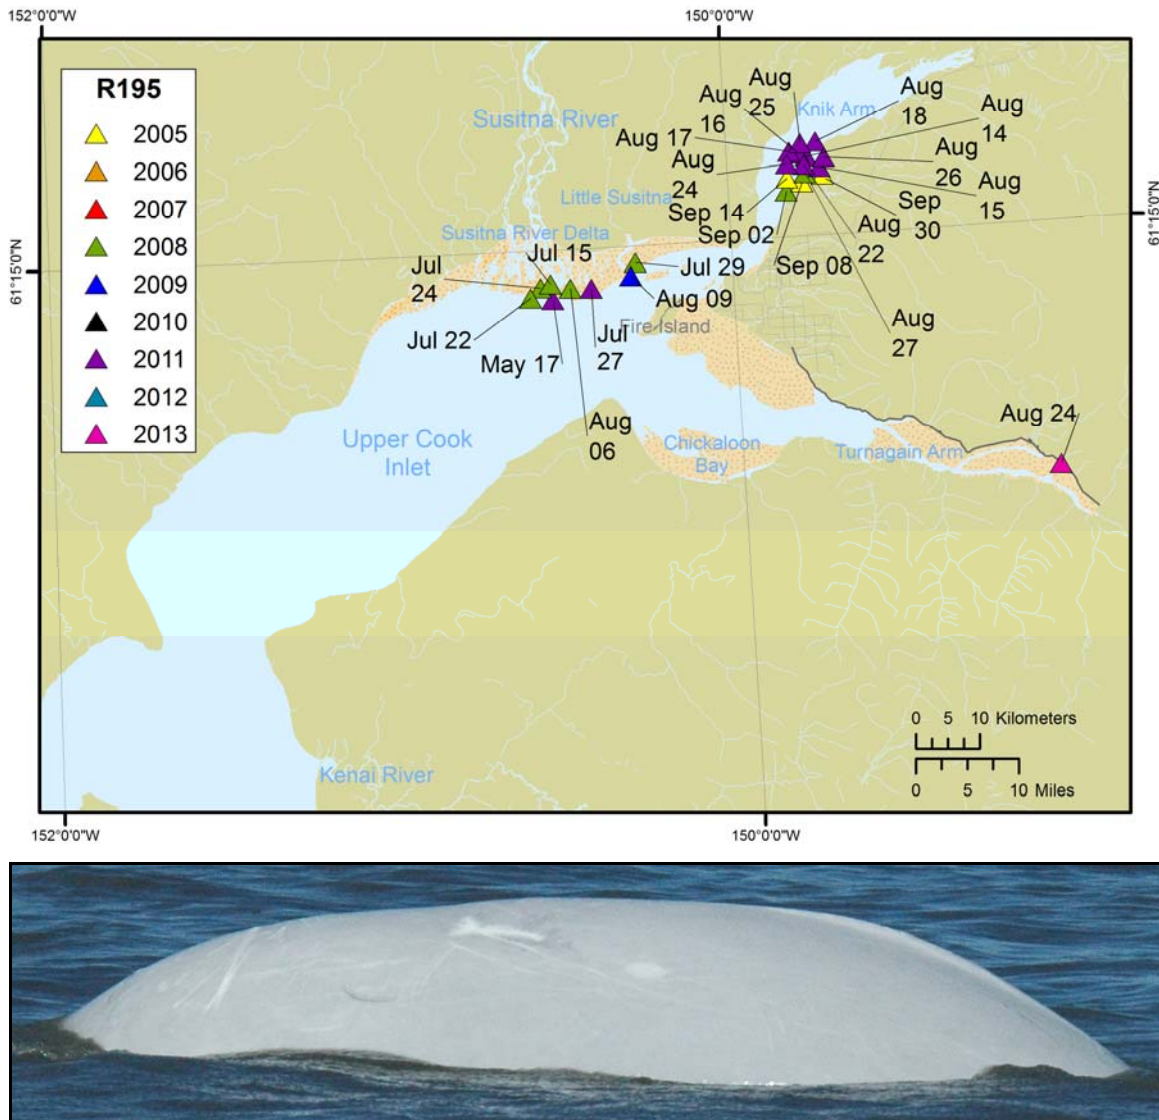 152°0'0"W
150°0'0"W
R195
2005
2006
2007
2008
2009
2010
2011
2012
2013
Aug
25
Aug
16
Aug 17
Aug
24
Sep 14
Sep 02
Sep 08
Knik Arm
Aug
18
Aug
14
Aug
26
Aug
15
Sep
30
Aug
22
Aug
27
Susitna River
Little Susitna
Susitna River Delta
61°15'0"N
61°15'0"N
Jul 15
Jul
24
Jul 22
May 17
Jul 29
Aug 09
Fire Island
Jul
27
Aug
06
Upper Cook
Inlet
Chickaloon
Bay
Turnagain Arm
Aug 24
Kenai River
0 5 10 Kilometers
0 5 10 Miles
152°0'0"W
150°0'0"W